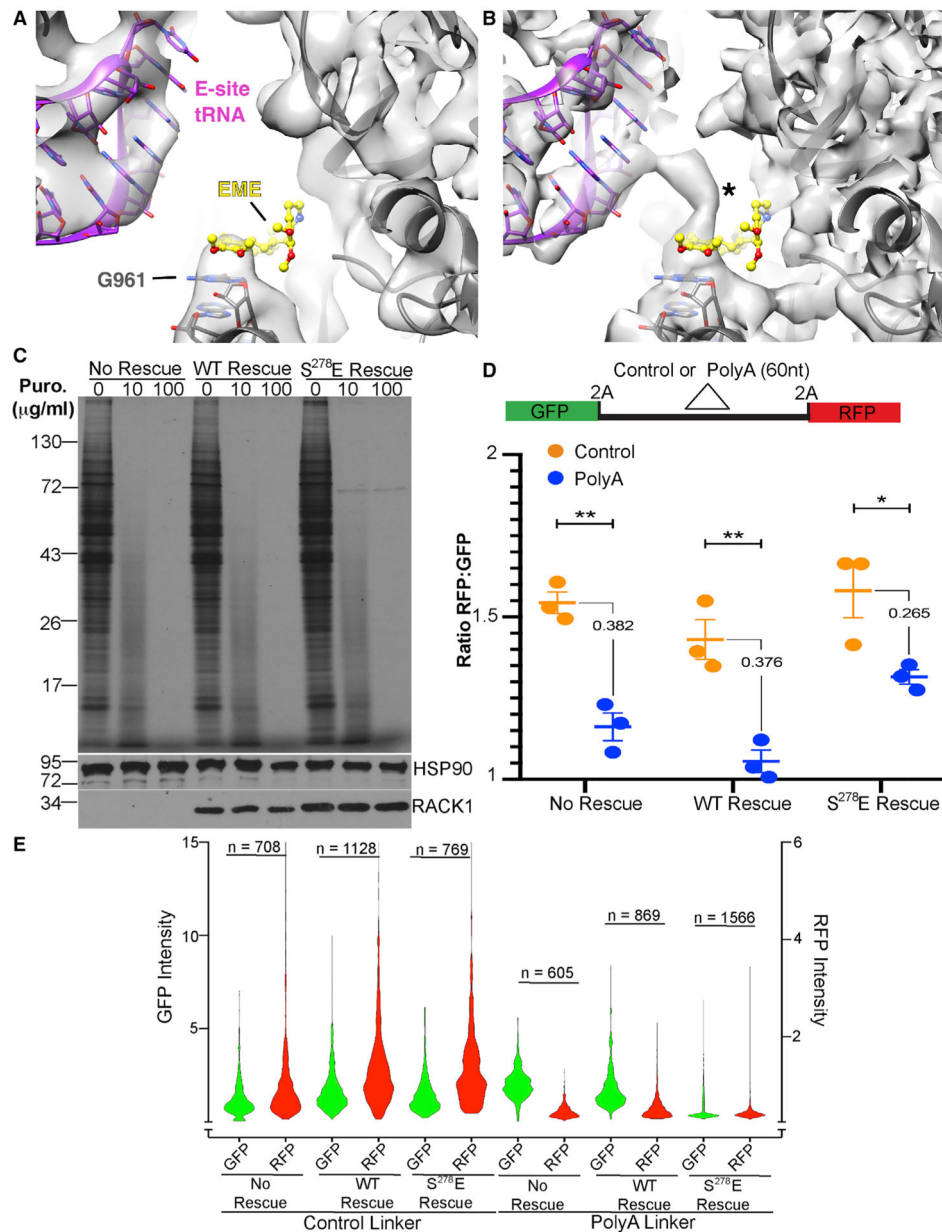 A
B
E-site
tRNA
EME
G961
*
C
No Rescue WT Rescue S²⁷⁸E Rescue
Puro. 0 10 100 0 10 100 0 10 100
(µg/ml)
130
72
43
26
17
95
72
HSP90
34
RACK1
D
Control or PolyA (60nt)
GFP 2A 2A RFP
Control
PolyA
Ratio RFP:GFP
2
1.5
1
**
**
*
0.382
0.376
0.265
No Rescue WT Rescue S²⁷⁸E Rescue
E
GFP Intensity
15
10
5
RFP Intensity
6
4
2
n = 708
n = 1128
n = 769
n = 605
n = 869
n = 1566
GFP RFP GFP RFP GFP RFP GFP RFP GFP RFP GFP RFP
No Rescue WT Rescue S²⁷⁸E Rescue No Rescue WT Rescue S²⁷⁸E Rescue
Control Linker PolyA Linker